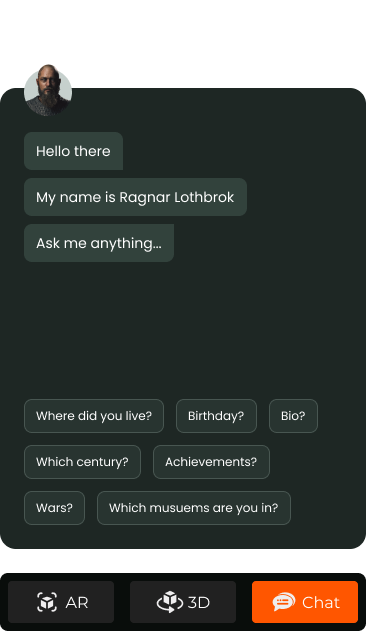 Hello there
My name is Ragnar Lothbrok
Ask me anything...
Where did you live? Birthday? Bio?
Which century? Achievements?
Wars? Which musuems are you in?
AR 3D Chat